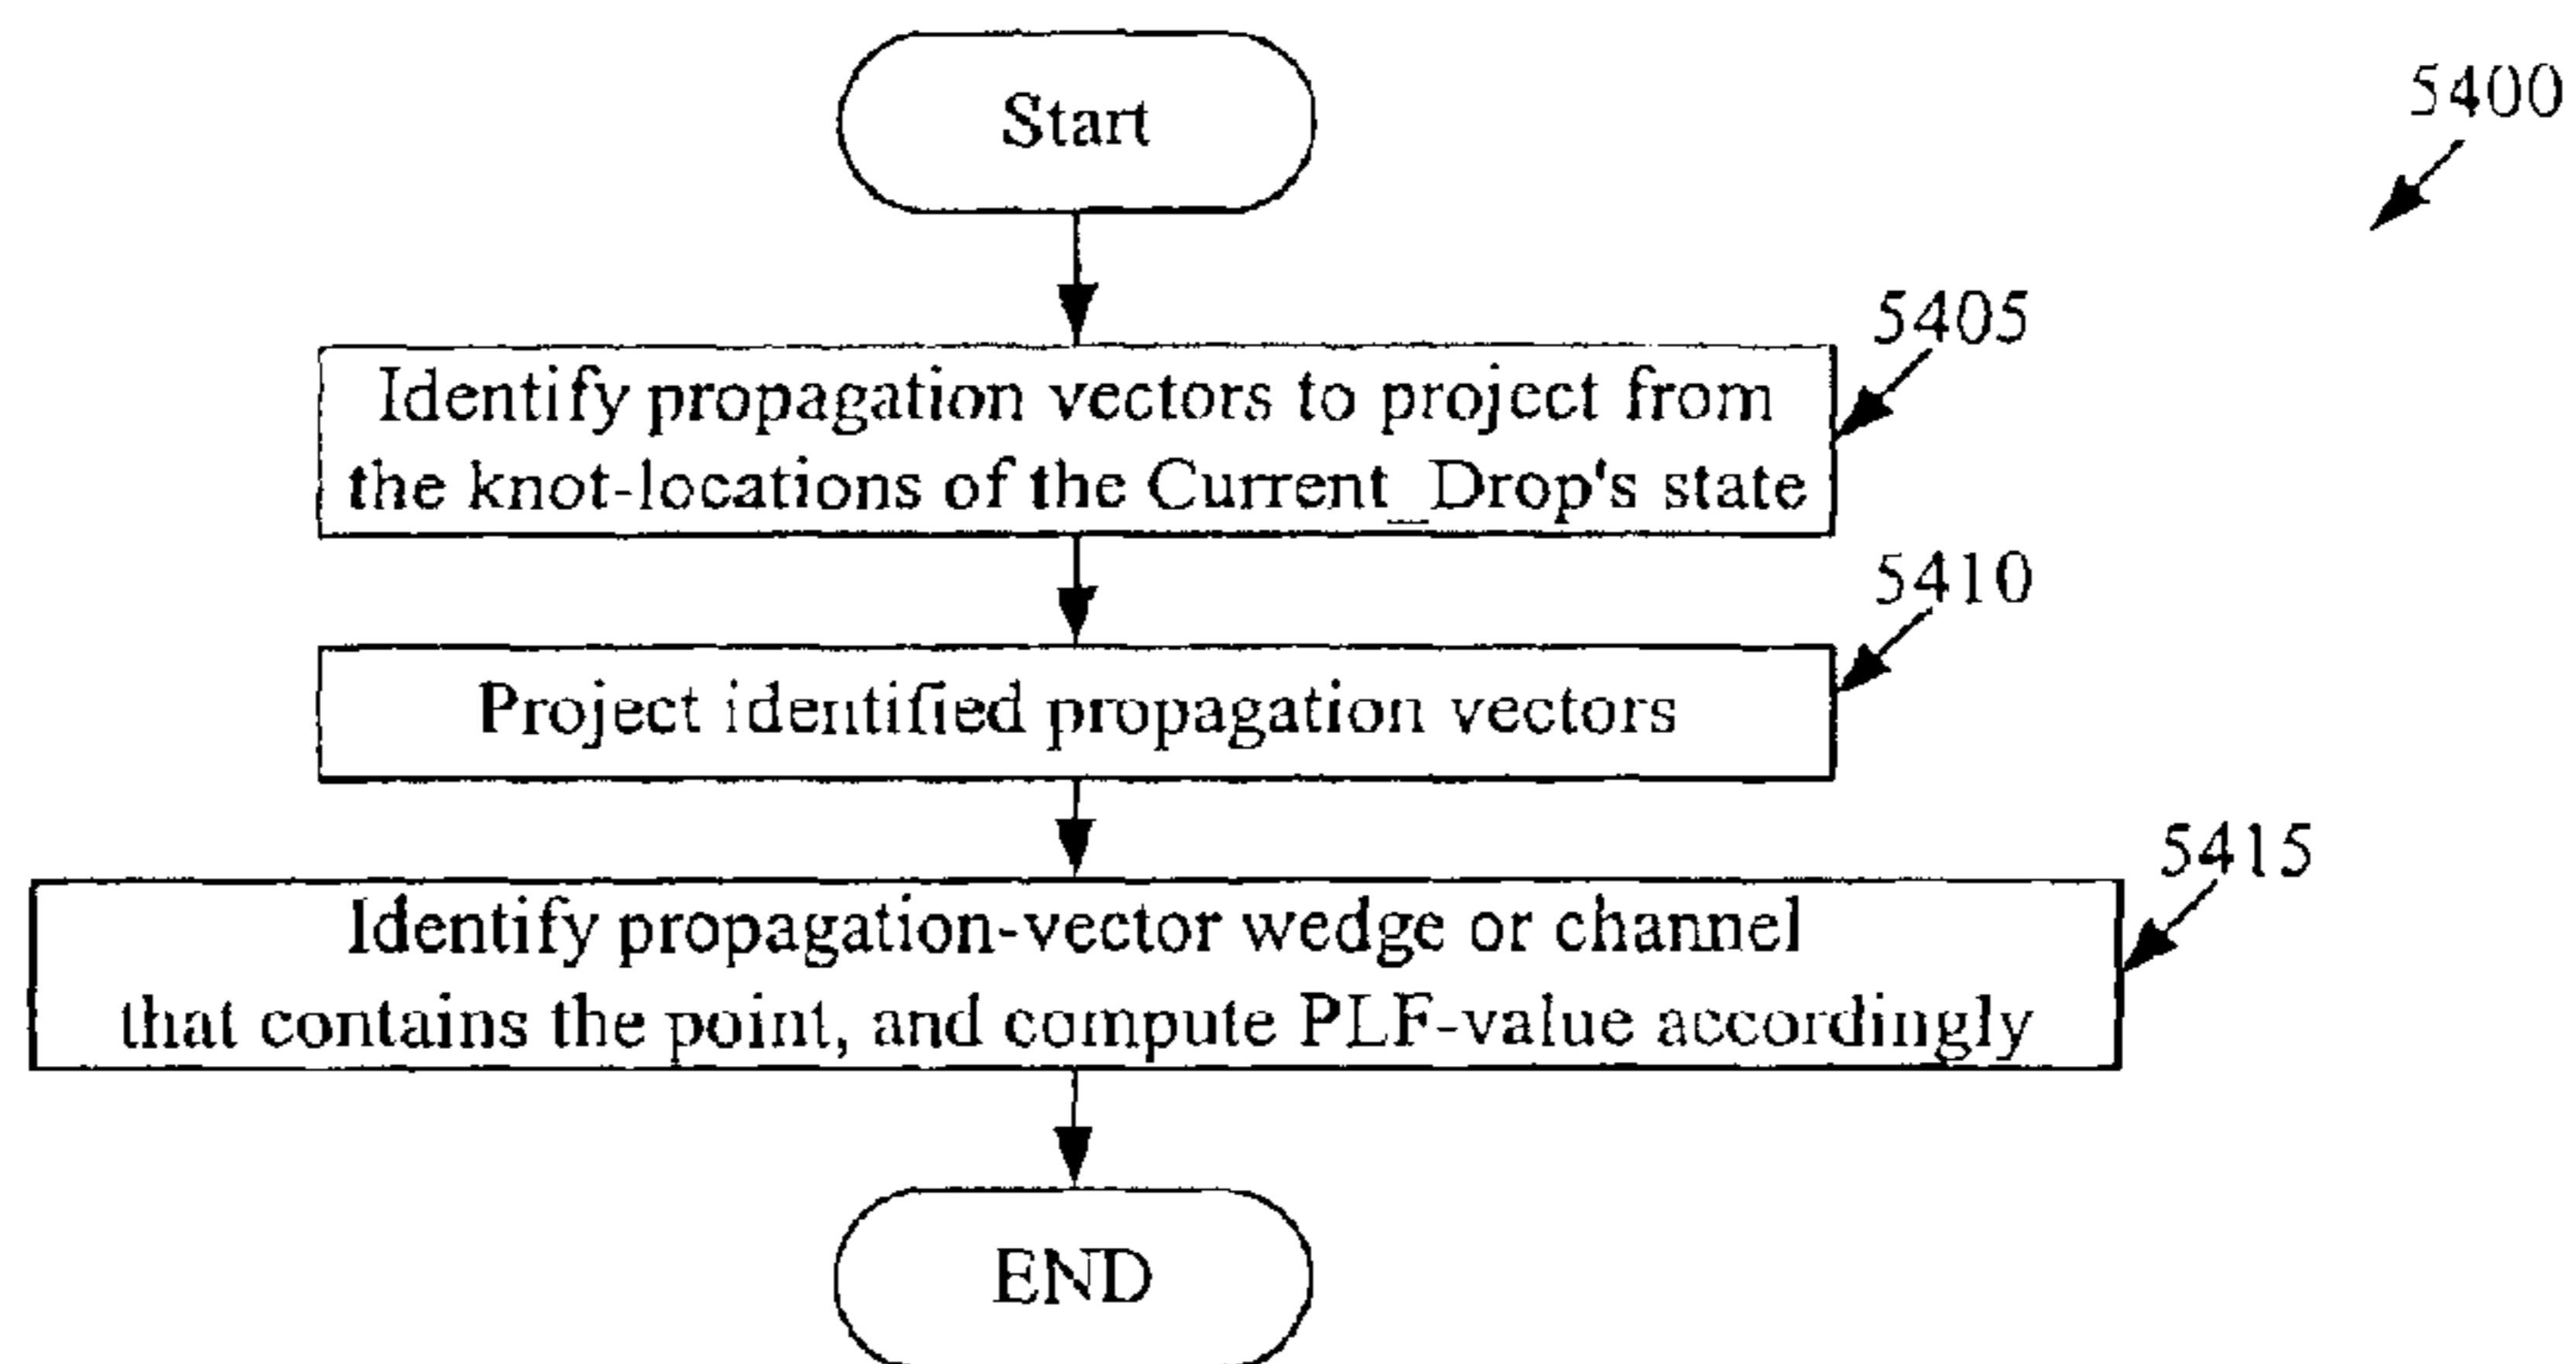 Start
5400
5405
Identify propagation vectors to project from
the knot-locations of the Current_Drop's state
5410
Project identified propagation vectors
5415
Identify propagation-vector wedge or channel
that contains the point, and compute PLF-value accordingly
END